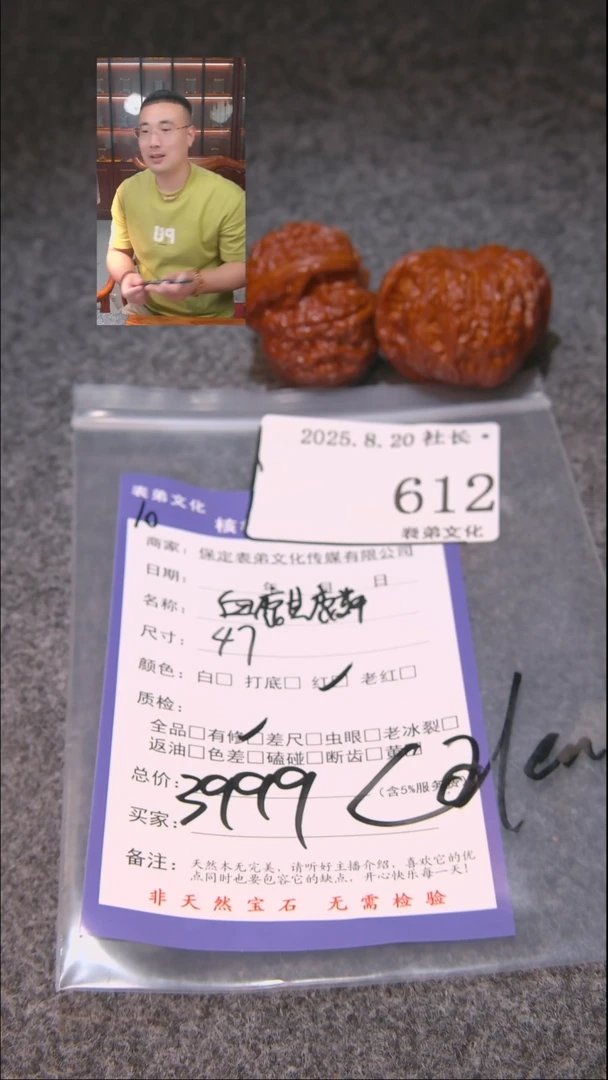 2025.8.20 社长·
612
表弟文化
表弟文化
10
核
商家：保定表弟文化传媒有限公司
日期： 年 月 日
名称：
尺寸：47
颜色：白□ 打底□ 红□ 老红□
质检：
全品□有修□差尺□虫眼□老冰裂□
返油□色差□磕碰□断齿□黄□
总价：3999（含5%服务费）
Calen
买家：
备注：天然本无完美，请听好主播介绍，喜欢它的优
点同时也要包容它的缺点，开心快乐每一天！
非天然宝石 无需检验